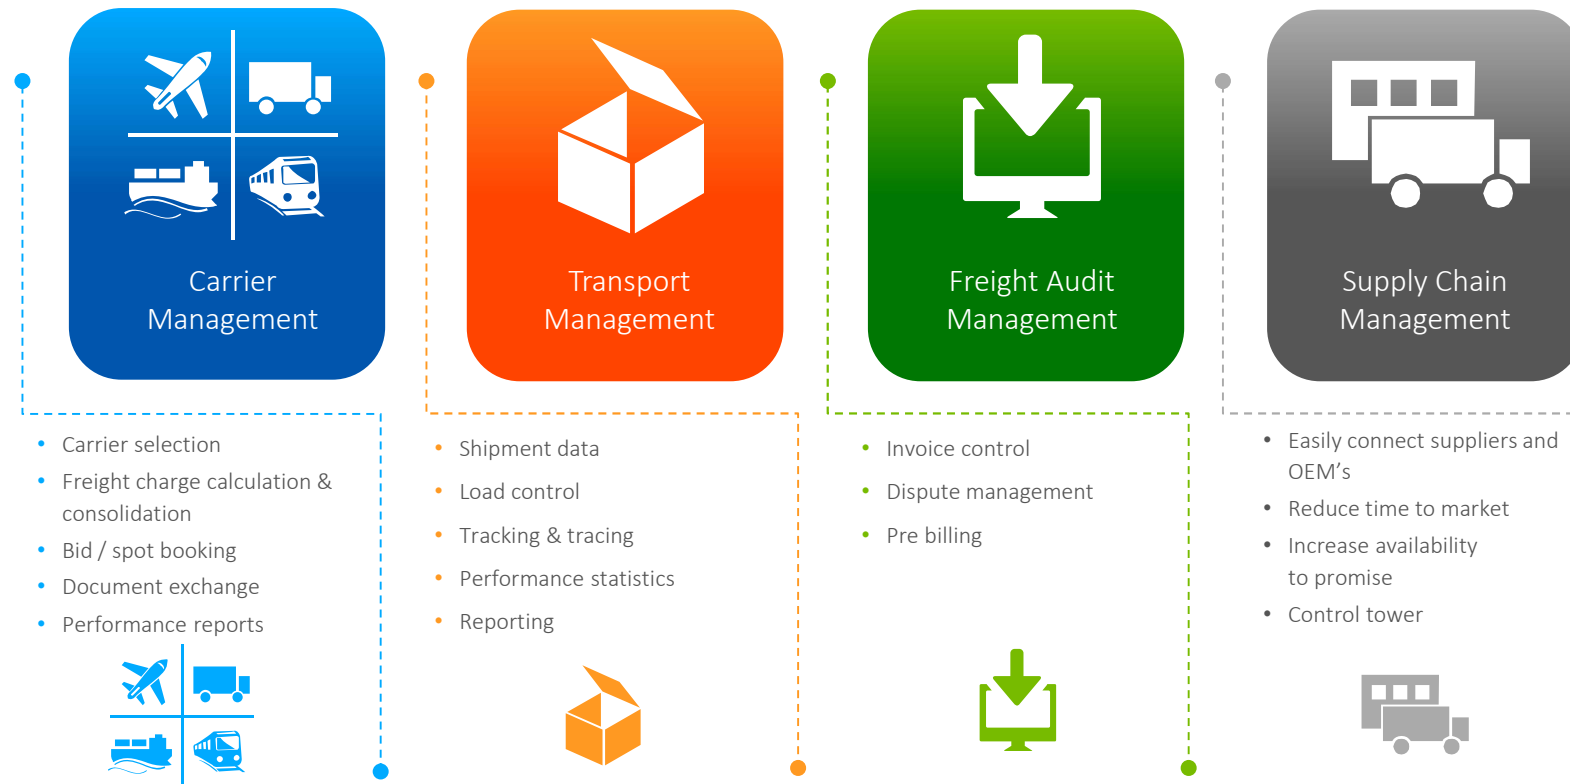 Carrier
Management
Transport
Management
Freight Audit
Management
Supply Chain
Management
• Carrier selection
• Freight charge calculation &
consolidation
• Bid / spot booking
• Document exchange
• Performance reports
• Shipment data
• Load control
• Tracking & tracing
• Performance statistics
• Reporting
• Invoice control
• Dispute management
• Pre billing
• Easily connect suppliers and
OEM’s
• Reduce time to market
• Increase availability
to promise
• Control tower